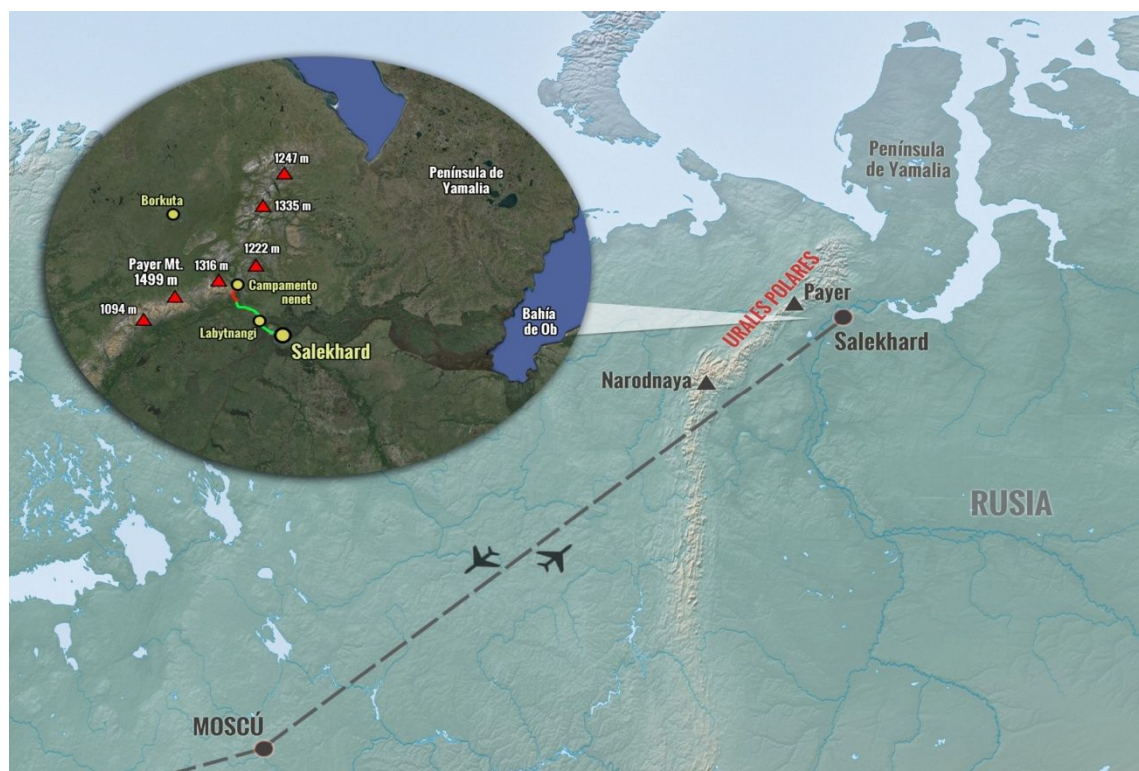 1247 m
Península de
Yamalia
1335 m
Borkuta
1222 m
Payer Mt.
1499 m
1316 m
Campamento
nenet
1094 m
Labytnangi
Salekhard
Bahía
de Ob
Península
de Yamalia
URALES POLARES
Payer
Salekhard
Narodnaya
RUSIA
MOSCÚ